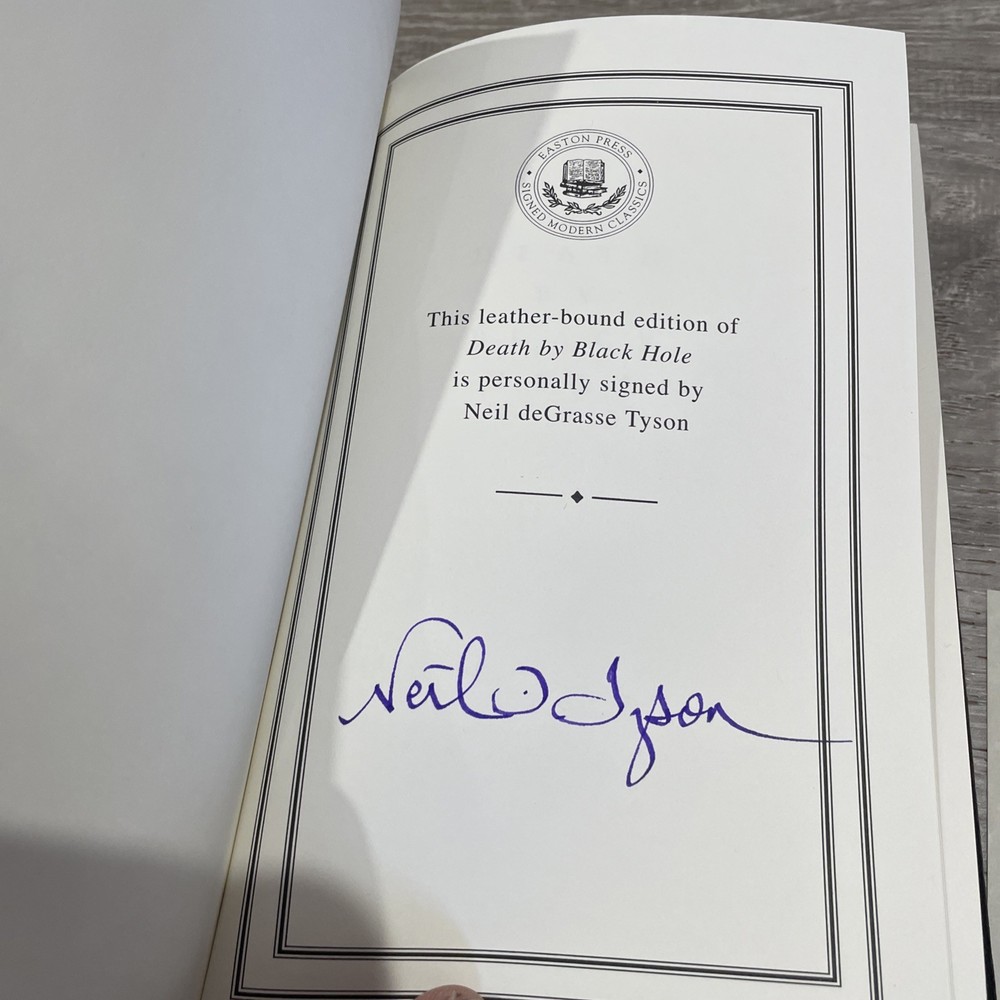 EASTON PRESS
SIGNED MODERN CLASSICS
This leather-bound edition of
Death by Black Hole
is personally signed by
Neil deGrasse Tyson
Neil D Tyson